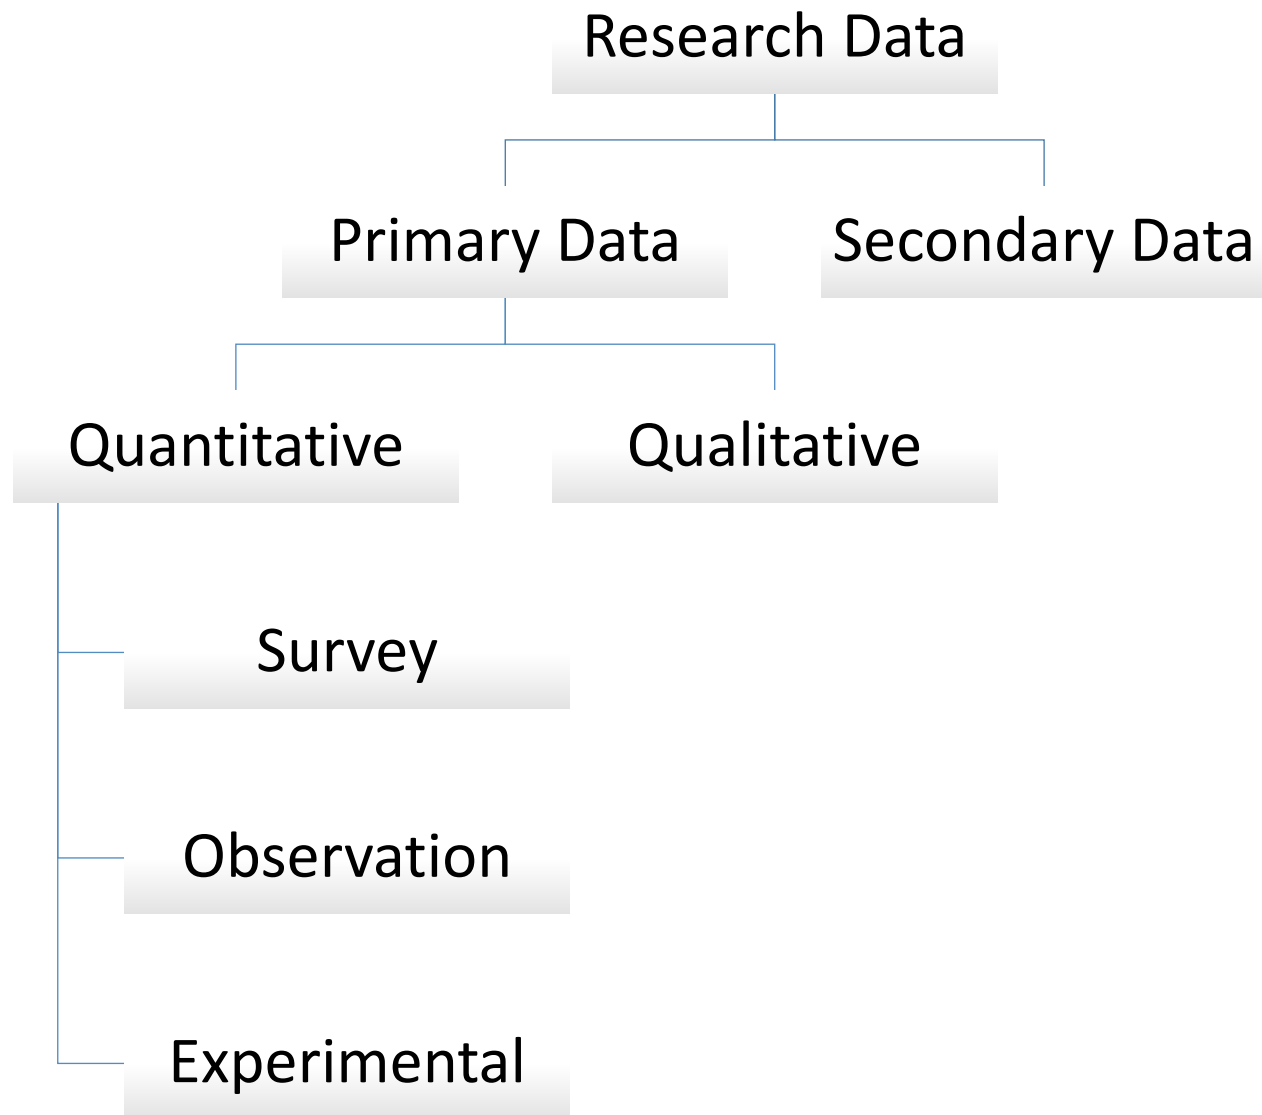 Research Data
Primary Data
Secondary Data
Quantitative
Qualitative
Survey
Observation
Experimental